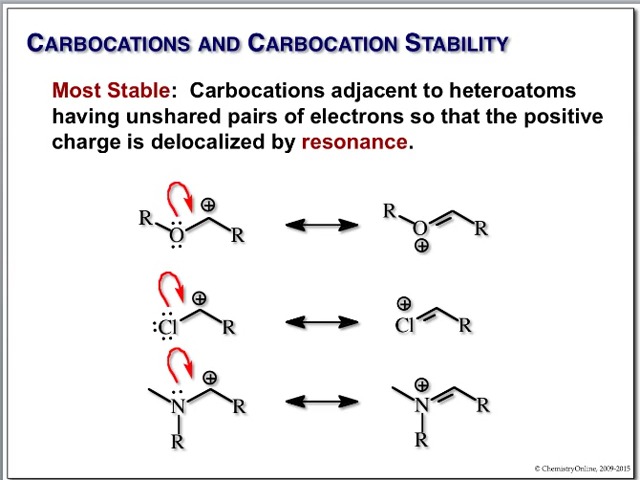 CARBOCATIONS AND CARBOCATION STABILITY
Most Stable: Carbocations adjacent to heteroatoms
having unshared pairs of electrons so that the positive
charge is delocalized by resonance.
R O ⊕ R R O ⊕ R
Cl ⊕ R ⊕ Cl R
N ⊕ R R N ⊕ R R
© ChemistryOnline, 2009-2015